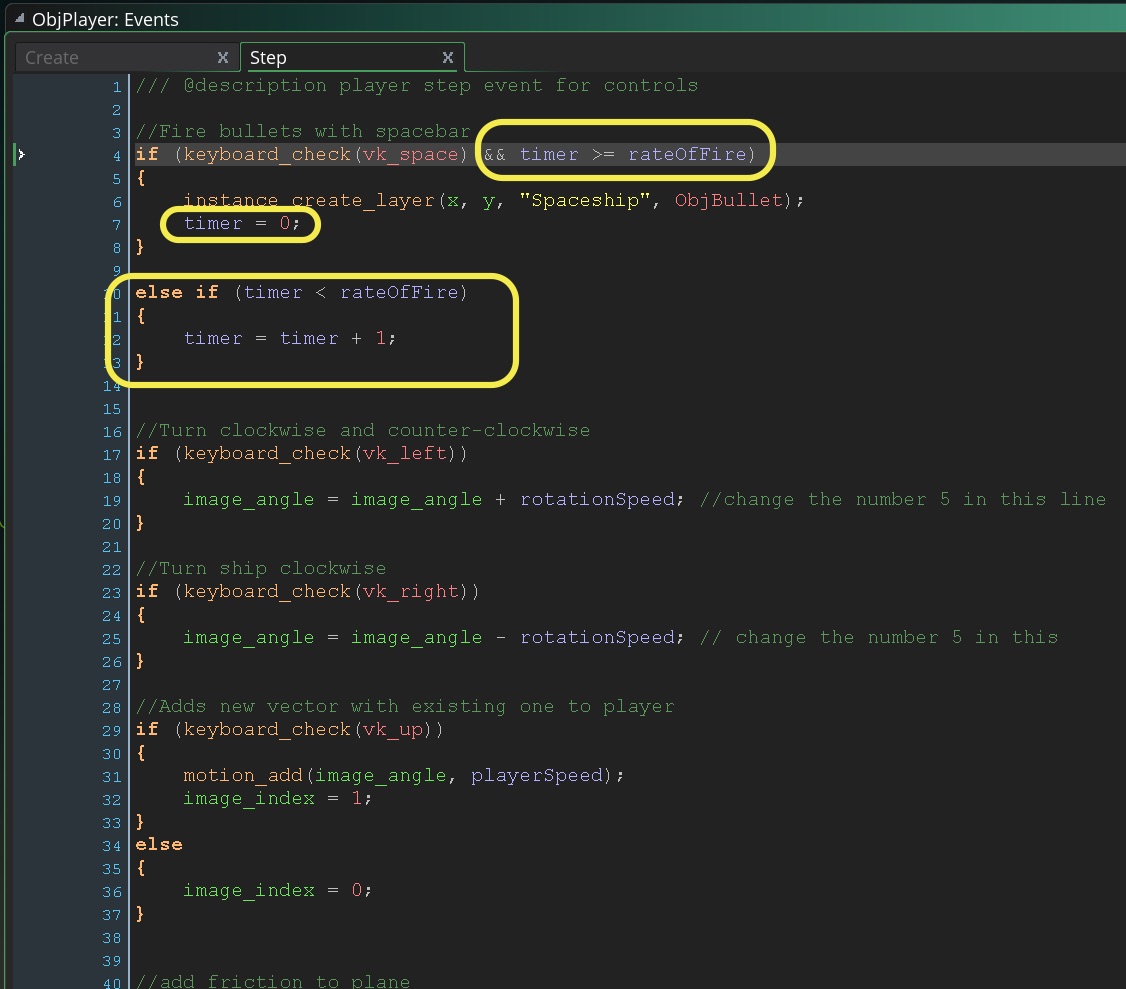 ObjPlayer: Events
Create X Step X
1 /// @description player step event for controls
2
3 //Fire bullets with spacebar
4 if (keyboard_check(vk_space) && timer >= rateOfFire)
5 {
6 instance_create_layer(x, y, "Spaceship", ObjBullet);
7 timer = 0;
8 }
9
10 else if (timer < rateOfFire)
11 {
12 timer = timer + 1;
13 }
14
15
16 //Turn clockwise and counter-clockwise
17 if (keyboard_check(vk_left))
18 {
19 image_angle = image_angle + rotationSpeed; //change the number 5 in this line
20 }
21
22 //Turn ship clockwise
23 if (keyboard_check(vk_right))
24 {
25 image_angle = image_angle - rotationSpeed; // change the number 5 in this
26 }
27
28 //Adds new vector with existing one to player
29 if (keyboard_check(vk_up))
30 {
31 motion_add(image_angle, playerSpeed);
32 image_index = 1;
33 }
34 else
35 {
36 image_index = 0;
37 }
38
39
40 //add friction to plane